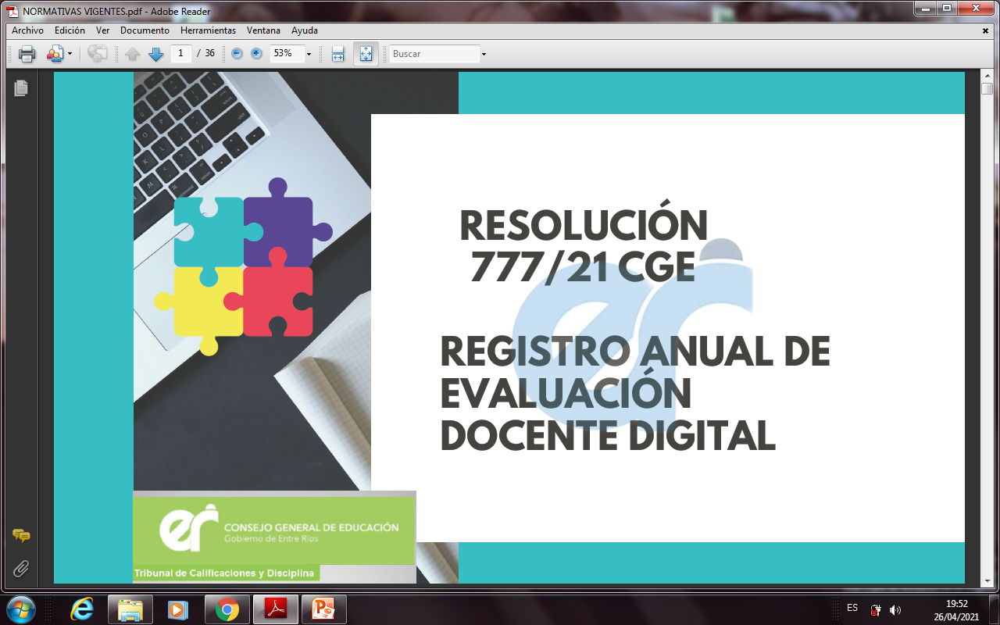 NORMATIVAS VIGENTES.pdf - Adobe Reader
Archivo Edición Ver Documento Herramientas Ventana Ayuda
1 / 36 53% Buscar
RESOLUCIÓN
777/21 CGE
REGISTRO ANUAL DE
EVALUACIÓN
DOCENTE DIGITAL
er
CONSEJO GENERAL DE EDUCACIÓN
Gobierno de Entre Ríos
Tribunal de Calificaciones y Disciplina
ES
19:52
26/04/2021